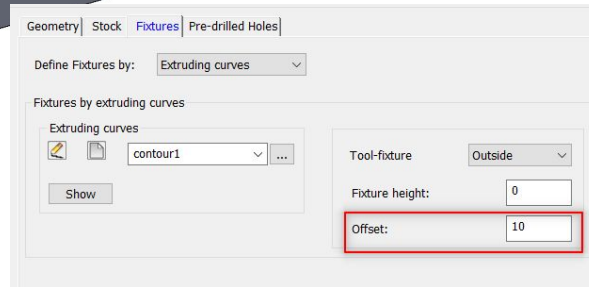 Geometry Stock Fixtures Pre-drilled Holes
Define Fixtures by: Extruding curves
Fixtures by extruding curves
Extruding curves
contour1 ...
Show
Tool-fixture Outside
Fixture height: 0
Offset: 10